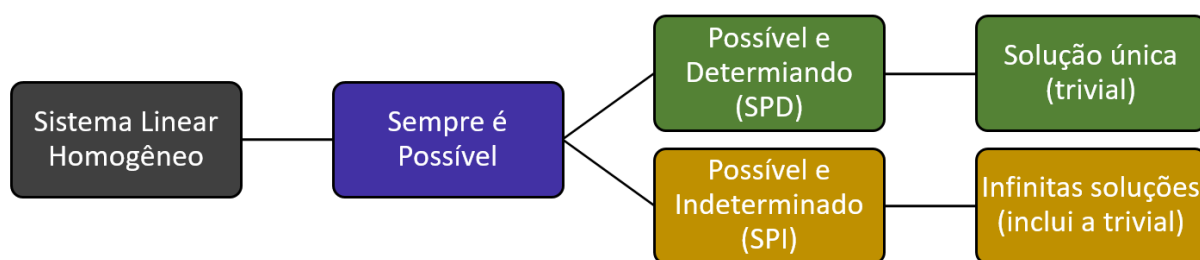 Sistema Linear
Homogêneo
Sempre é
Possível
Possível e
Determiando
(SPD)
Solução única
(trivial)
Possível e
Indeterminado
(SPI)
Infinitas soluções
(inclui a trivial)